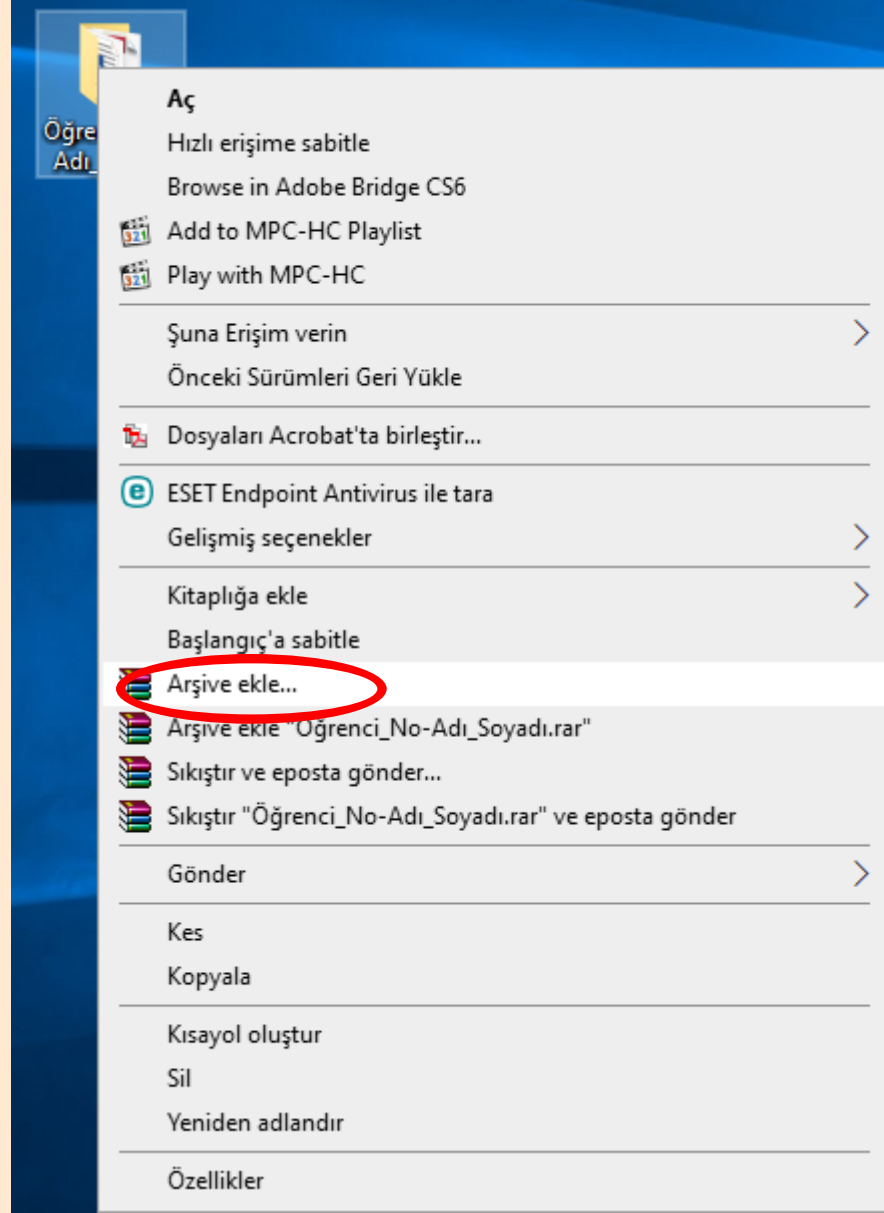 Öğre
Adı_
Aç
Hızlı erişime sabitle
Browse in Adobe Bridge CS6
Add to MPC-HC Playlist
Play with MPC-HC
Şuna Erişim verin
Önceki Sürümleri Geri Yükle
Dosyaları Acrobat'ta birleştir...
ESET Endpoint Antivirus ile tara
Gelişmiş seçenekler
Kitaplığa ekle
Başlangıç'a sabitle
Arşive ekle...
Arşive ekle "Öğrenci_No-Adı_Soyadı.rar"
Sıkıştır ve eposta gönder...
Sıkıştır "Öğrenci_No-Adı_Soyadı.rar" ve eposta gönder
Gönder
Kes
Kopyala
Kısayol oluştur
Sil
Yeniden adlandır
Özellikler